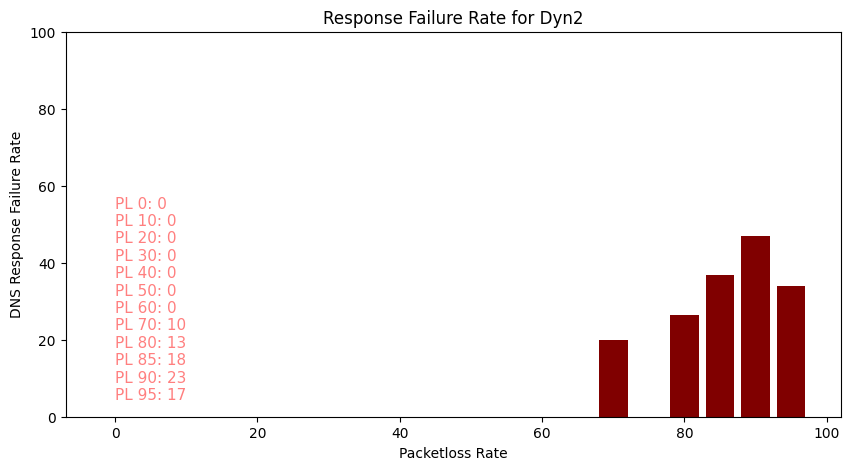 Response Failure Rate for Dyn2
DNS Response Failure Rate
100
80
60
40
20
0
PL 0: 0
PL 10: 0
PL 20: 0
PL 30: 0
PL 40: 0
PL 50: 0
PL 60: 0
PL 70: 10
PL 80: 13
PL 85: 18
PL 90: 23
PL 95: 17
0 20 40 60 80 100
Packetloss Rate